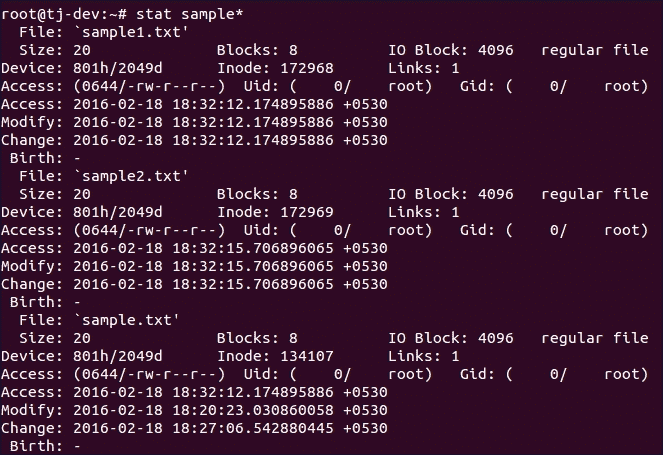 root@tj-dev:~# stat sample*
  File: `sample1.txt'
  Size: 20              Blocks: 8          IO Block: 4096   regular file
Device: 801h/2049d      Inode: 172968      Links: 1
Access: (0644/-rw-r--r--)  Uid: (    0/    root)   Gid: (    0/    root)
Access: 2016-02-18 18:32:12.174895886 +0530
Modify: 2016-02-18 18:32:12.174895886 +0530
Change: 2016-02-18 18:32:12.174895886 +0530
 Birth: -
  File: `sample2.txt'
  Size: 20              Blocks: 8          IO Block: 4096   regular file
Device: 801h/2049d      Inode: 172969      Links: 1
Access: (0644/-rw-r--r--)  Uid: (    0/    root)   Gid: (    0/    root)
Access: 2016-02-18 18:32:15.706896065 +0530
Modify: 2016-02-18 18:32:15.706896065 +0530
Change: 2016-02-18 18:32:15.706896065 +0530
 Birth: -
  File: `sample.txt'
  Size: 20              Blocks: 8          IO Block: 4096   regular file
Device: 801h/2049d      Inode: 134107      Links: 1
Access: (0644/-rw-r--r--)  Uid: (    0/    root)   Gid: (    0/    root)
Access: 2016-02-18 18:32:12.174895886 +0530
Modify: 2016-02-18 18:20:23.030860058 +0530
Change: 2016-02-18 18:27:06.542880445 +0530
 Birth: -